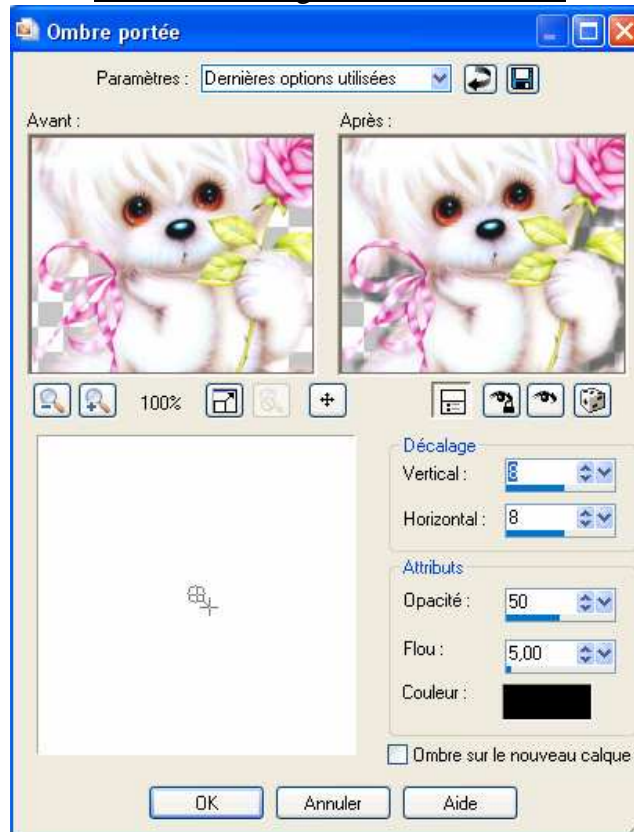 Ombre portée
Paramètres : Dernières options utilisées
Avant : Après :
100%
Décalage
Vertical : 8
Horizontal : 8
Attributs
Opacité : 50
Flou : 5,00
Couleur :
Ombre sur le nouveau calque
OK Annuler Aide